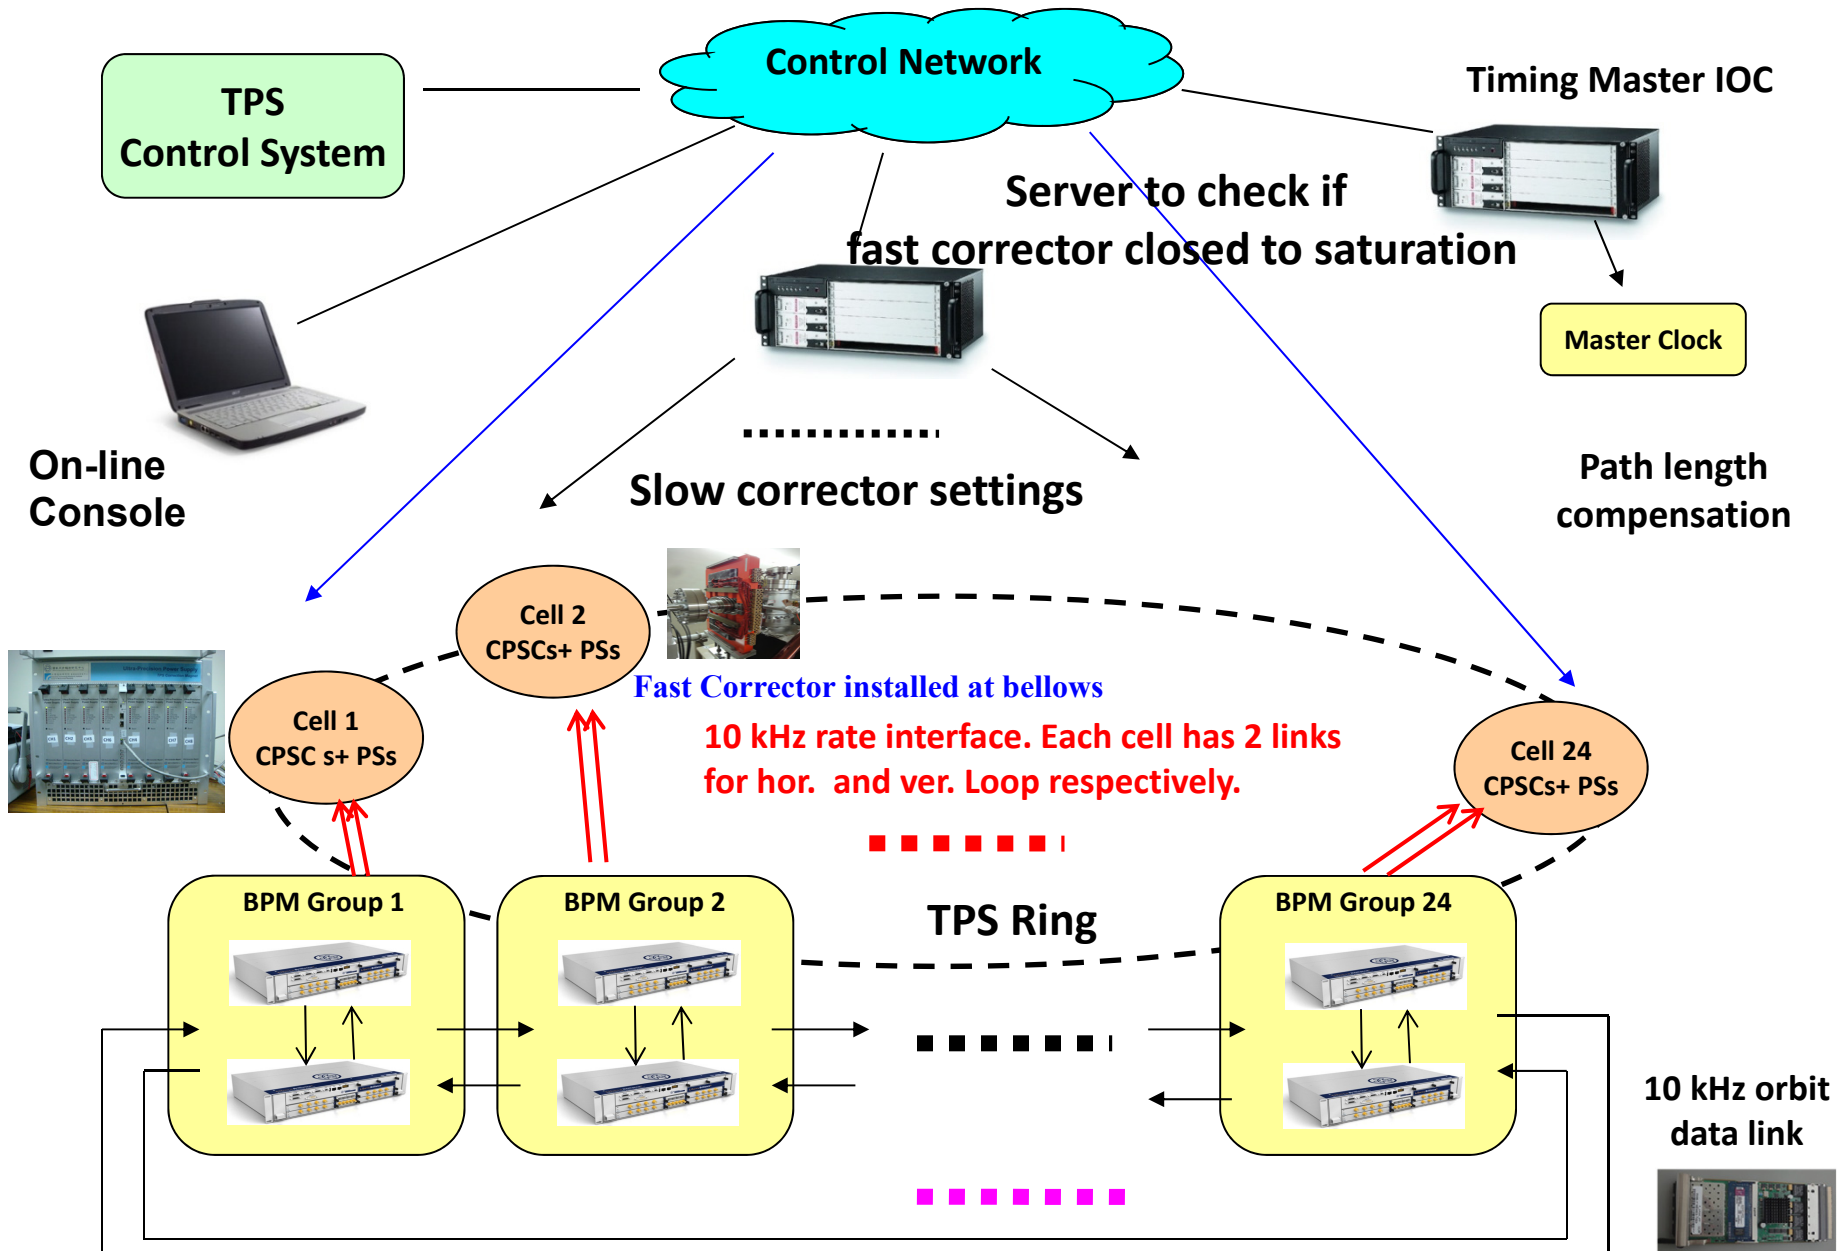 Control Network
TPS
Control System
Timing Master IOC
Server to check if
fast corrector closed to saturation
Master Clock
On-line
Console
Slow corrector settings
Path length
compensation
Cell 2
CPSCs+ PSs
Fast Corrector installed at bellows
Cell 1
CPSC s+ PSs
10 kHz rate interface. Each cell has 2 links
for hor.  and ver. Loop respectively.
Cell 24
CPSCs+ PSs
BPM Group 1
BPM Group 2
TPS Ring
BPM Group 24
10 kHz orbit
data link